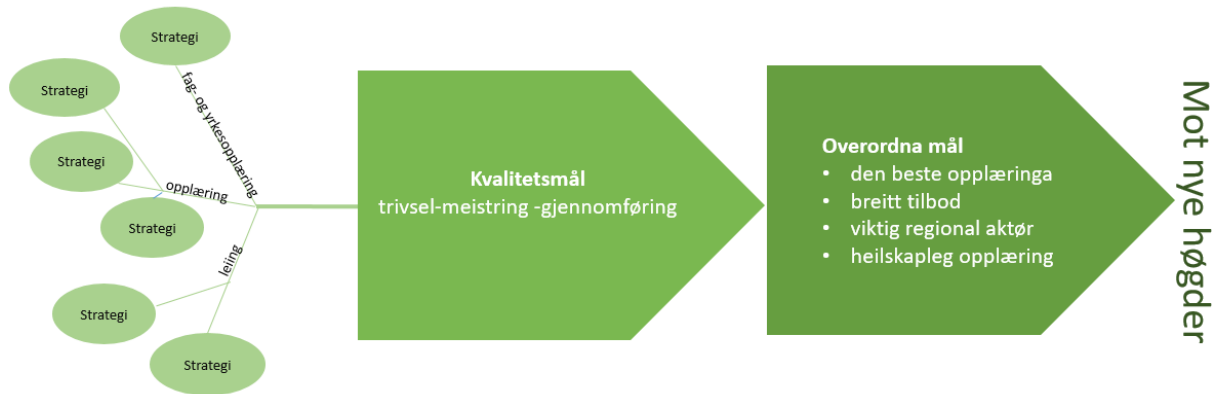 Strategi
fag- og yrkesopplæring
Strategi
Strategi
opplæring
Strategi
leiing
Strategi
Strategi
Kvalitetsmål
trivsel-meistring -gjennomføring
Overordna mål
• den beste opplæringa
• breitt tilbod
• viktig regional aktør
• heilskapleg opplæring
Mot nye høgder